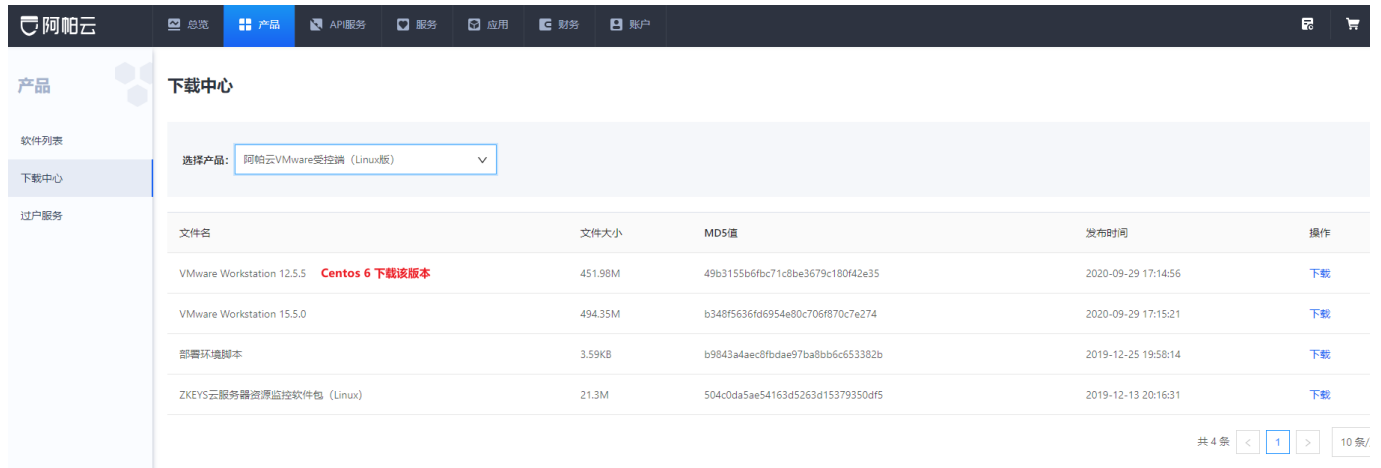 阿帕云 总览 产品 API服务 服务 应用 财务 账户
产品
下载中心
软件列表
选择产品: 阿帕云VMware受控端（Linux版）
下载中心
过户服务
文件名 文件大小 MD5值 发布时间 操作
VMware Workstation 12.5.5 Centos 6 下载该版本 451.98M 49b3155b6fbc71c8be3679c180f42e35 2020-09-29 17:14:56 下载
VMware Workstation 15.5.0 494.35M b348f5636fd6954e80c706f870c7e274 2020-09-29 17:15:21 下载
部署环境脚本 3.59KB b9843a4aec8fbdae97ba8bb6c653382b 2019-12-25 19:58:14 下载
ZKEYS云服务器资源监控软件包（Linux） 21.3M 504c0da5ae54163d5263d15379350df5 2019-12-13 20:16:31 下载
共 4 条 < 1 > 10 条/